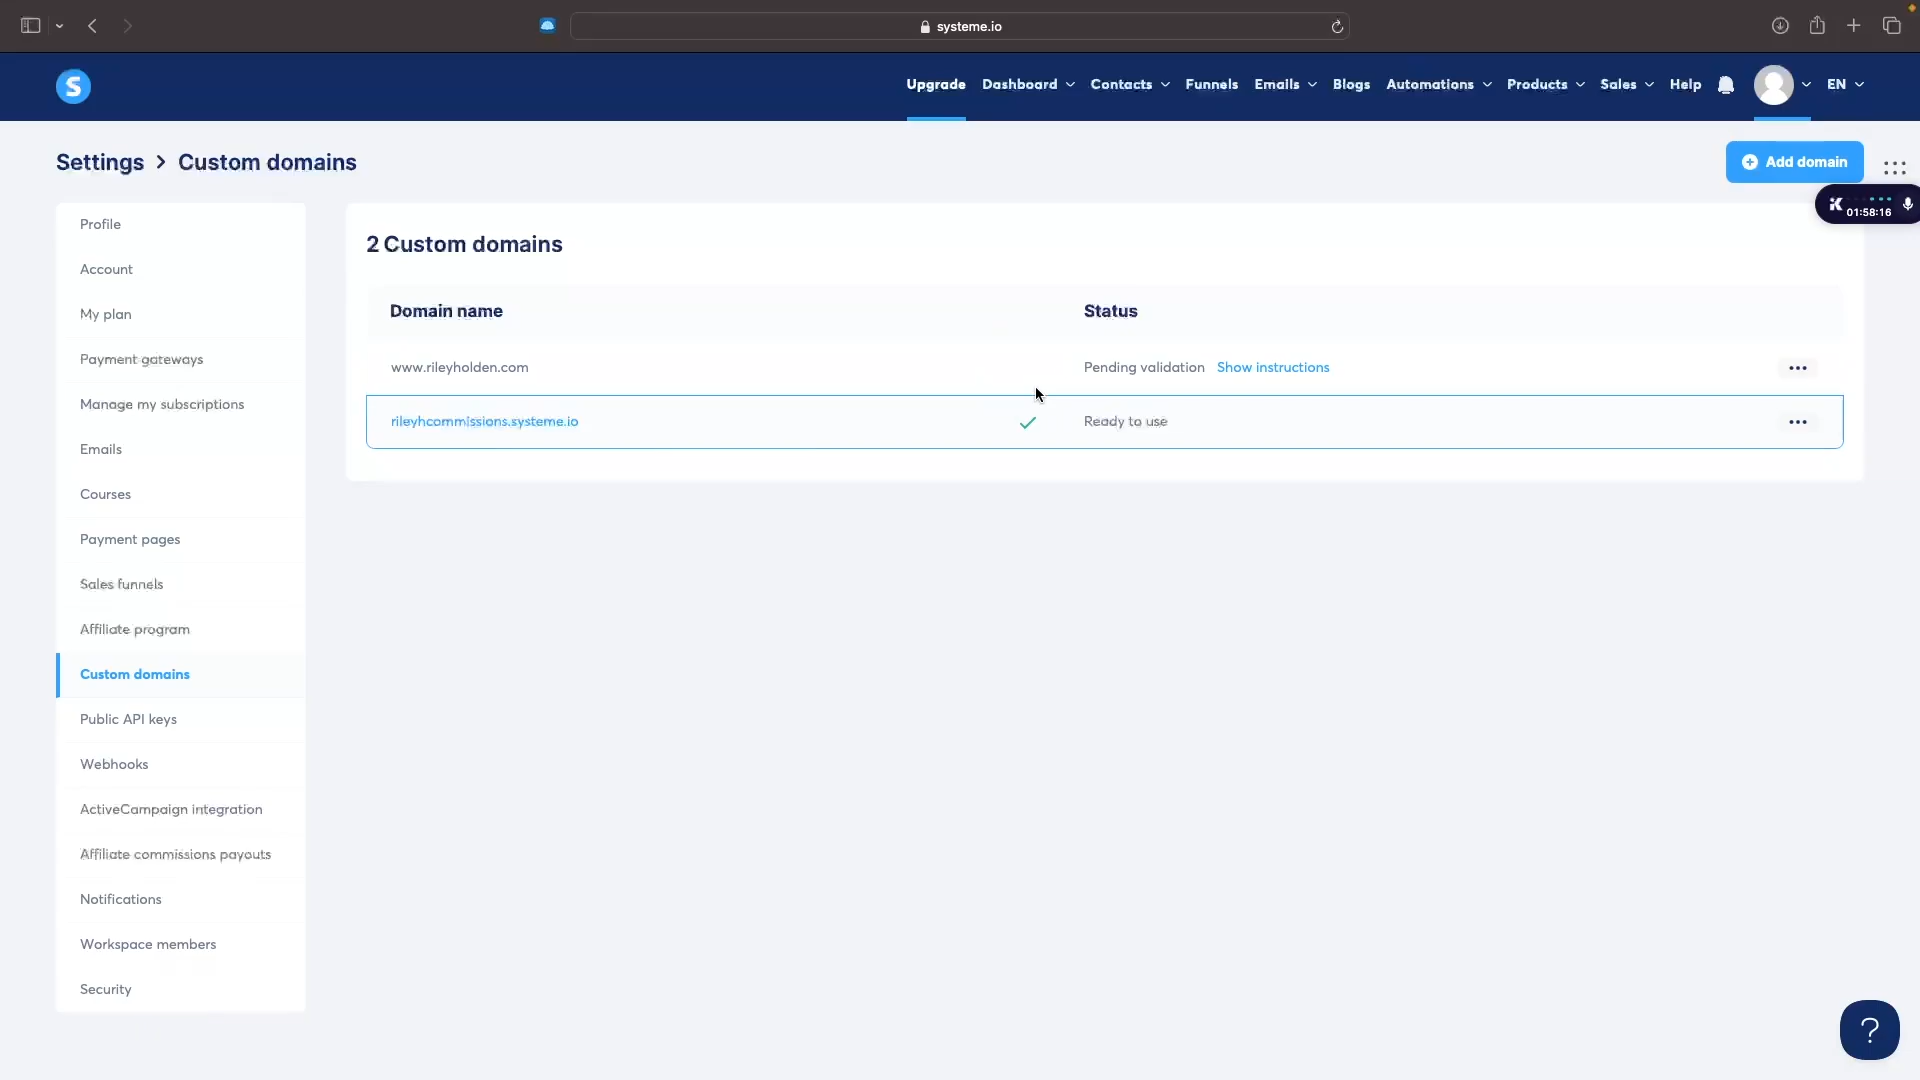 systeme.io
S
Upgrade Dashboard Contacts Funnels Emails Blogs Automations Products Sales Help EN
Settings > Custom domains
Add domain
01:58:16
Profile
Account
My plan
Payment gateways
Manage my subscriptions
Emails
Courses
Payment pages
Sales funnels
Affiliate program
Custom domains
Public API keys
Webhooks
ActiveCampaign integration
Affiliate commissions payouts
Notifications
Workspace members
Security
2 Custom domains
Domain name Status
www.rileyholden.com Pending validation Show instructions
rileyhcommissions.systeme.io Ready to use
?